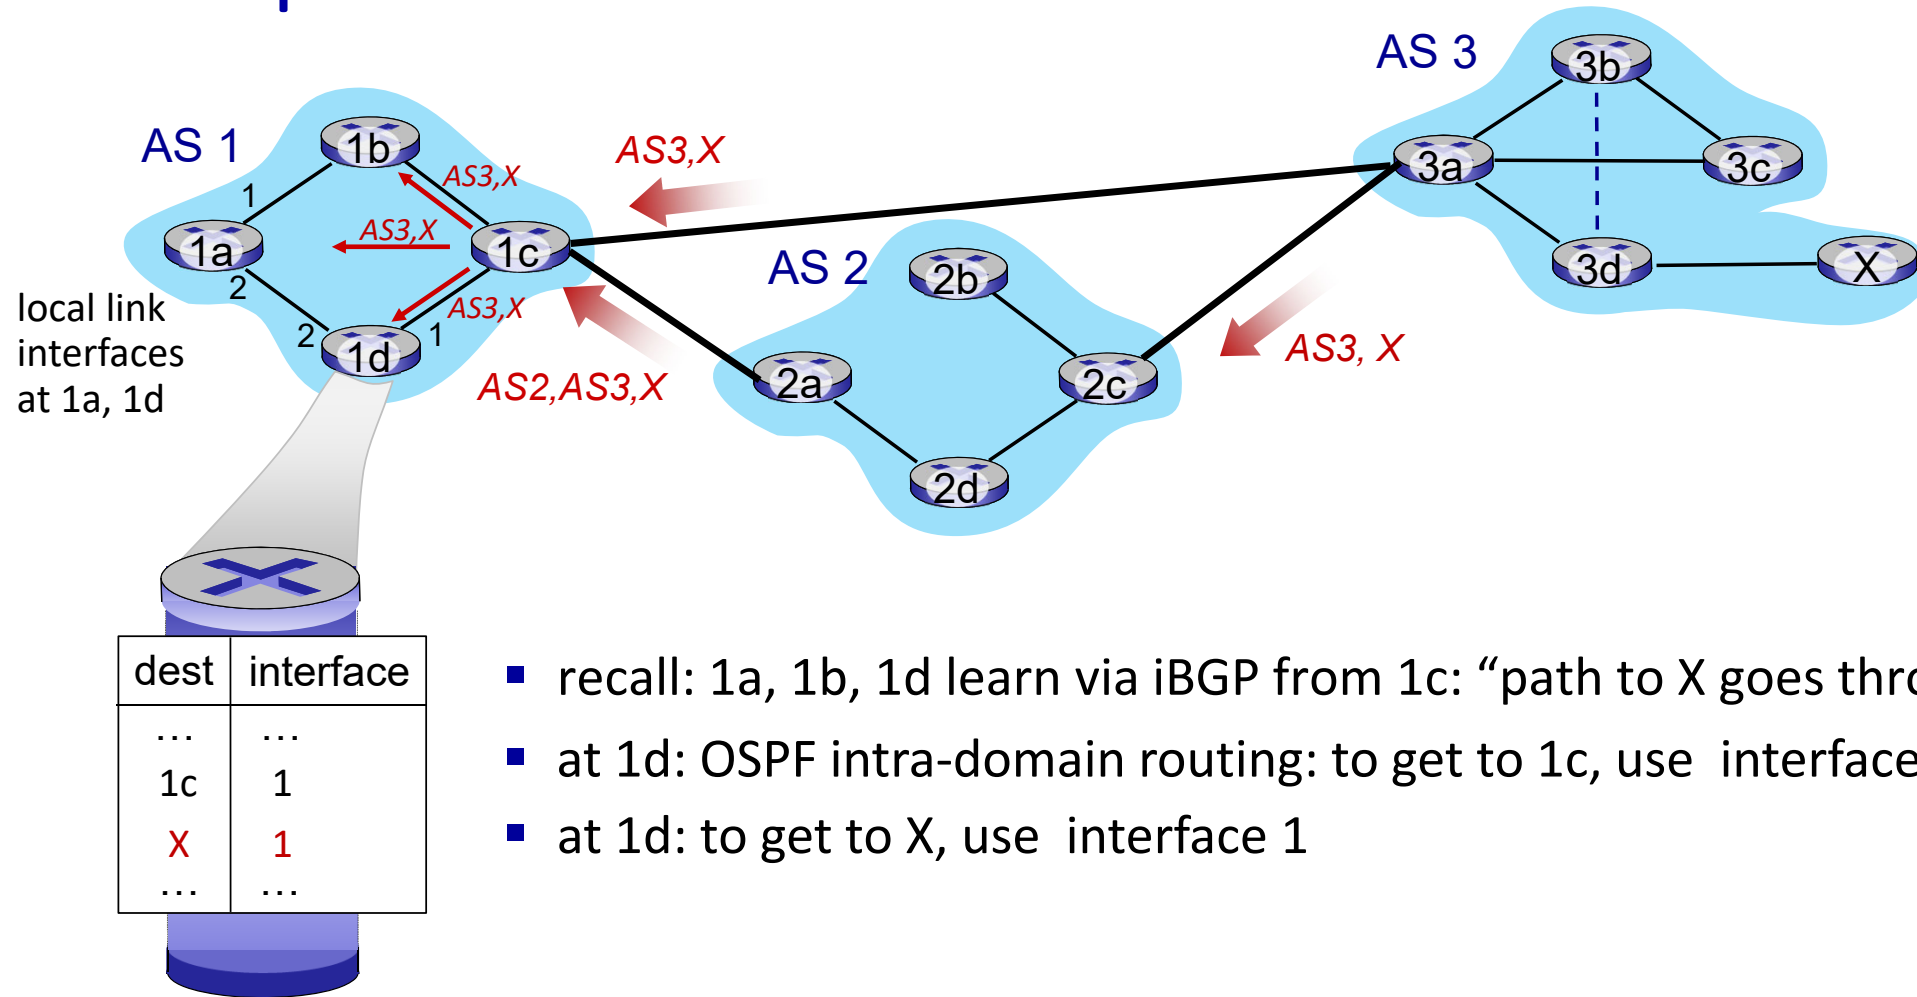 AS 3
3b
AS 1
1b
AS3,X
3a
3c
AS3,X
1
1a
AS3,X
1c
AS 2
2b
3d
X
2
local link
interfaces
at 1a, 1d
AS3,X
2
1
1d
AS3, X
AS2,AS3,X
2a
2c
2d
dest interface
... ...
1c 1
X 1
... ...
recall: 1a, 1b, 1d learn via iBGP from 1c: “path to X goes
at 1d: OSPF intra-domain routing: to get to 1c, use interface
at 1d: to get to X, use interface 1